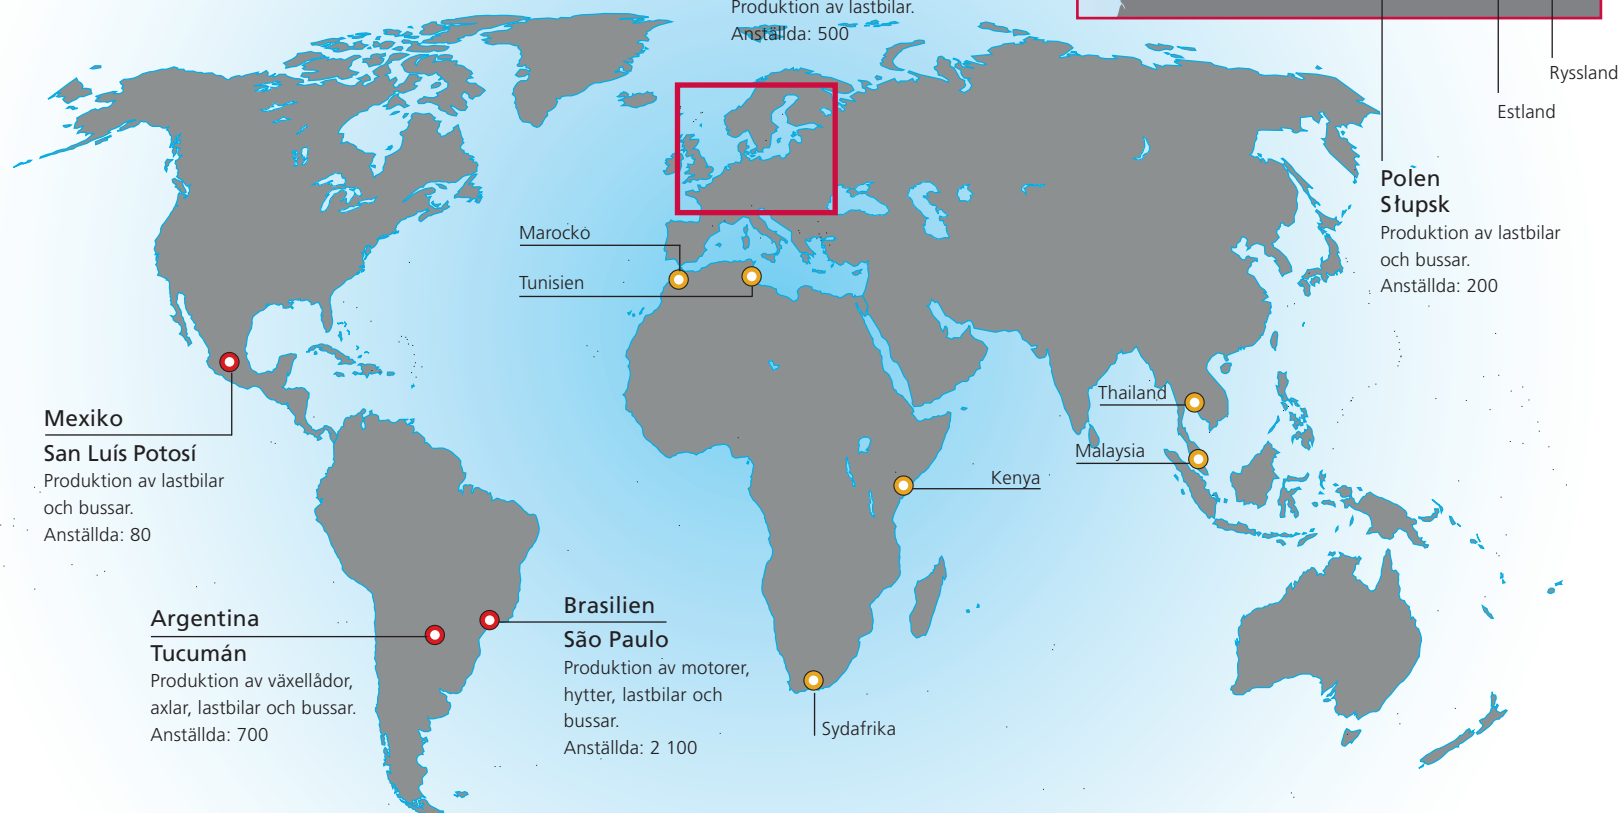 Produktion av lastbilar.
Anställda: 500
Ryssland
Estland
Polen
Słupsk
Produktion av lastbilar
och bussar.
Anställda: 200
Marocko
Tunisien
Thailand
Malaysia
Kenya
Mexiko
San Luís Potosí
Produktion av lastbilar
och bussar.
Anställda: 80
Argentina
Tucumán
Produktion av växellådor,
axlar, lastbilar och bussar.
Anställda: 700
Brasilien
São Paulo
Produktion av motorer,
hytter, lastbilar och
bussar.
Anställda: 2 100
Sydafrika